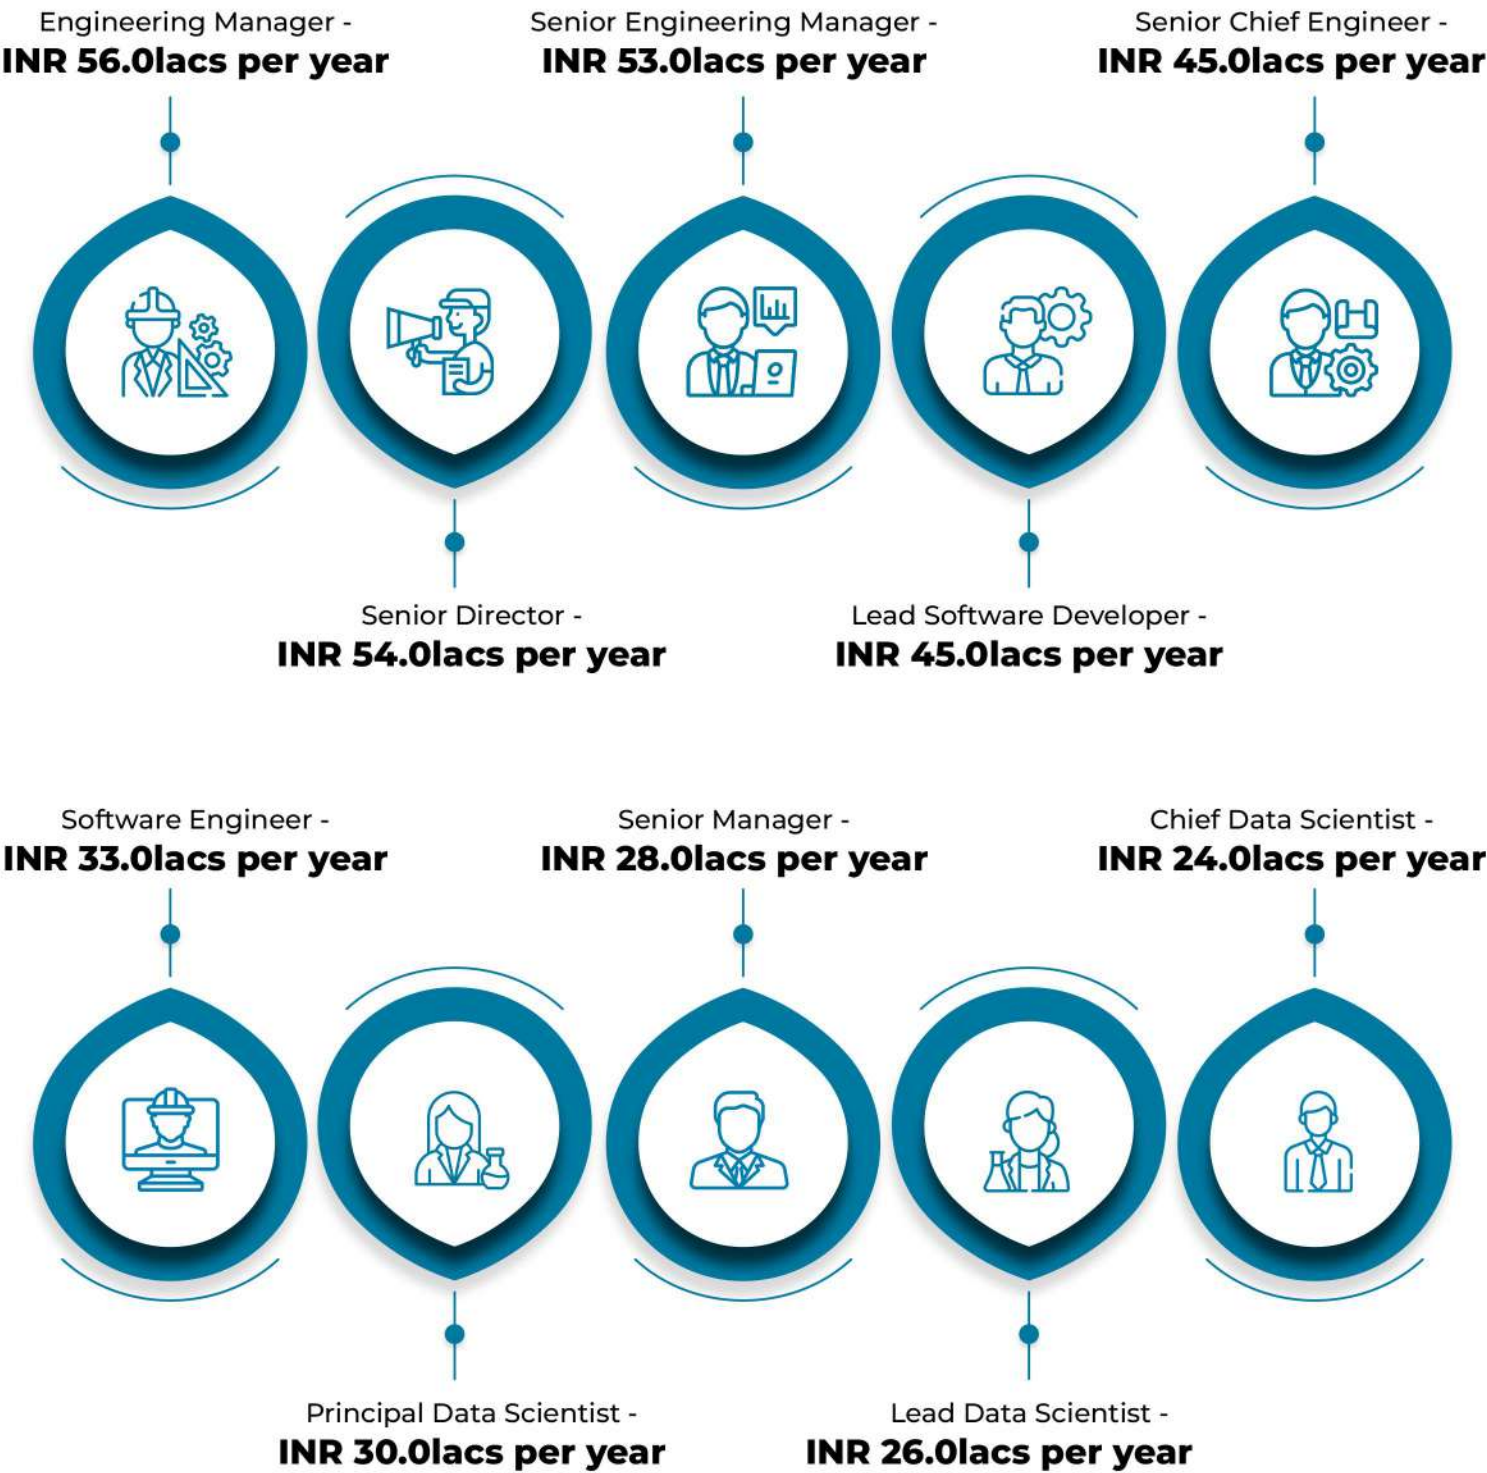 Engineering Manager -
INR 56.0lacs per year
Senior Engineering Manager -
INR 53.0lacs per year
Senior Chief Engineer -
INR 45.0lacs per year
Senior Director -
INR 54.0lacs per year
Lead Software Developer -
INR 45.0lacs per year
Software Engineer -
INR 33.0lacs per year
Senior Manager -
INR 28.0lacs per year
Chief Data Scientist -
INR 24.0lacs per year
Principal Data Scientist -
INR 30.0lacs per year
Lead Data Scientist -
INR 26.0lacs per year